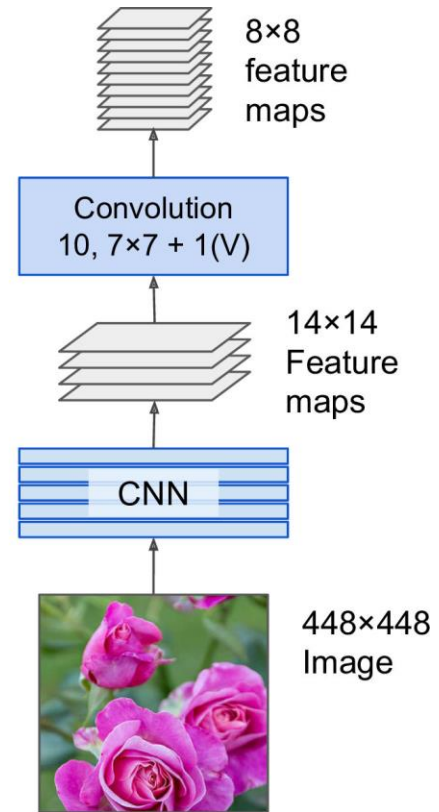 8×8
feature
maps
Convolution
10, 7×7 + 1(V)
14×14
Feature
maps
CNN
448×448
Image